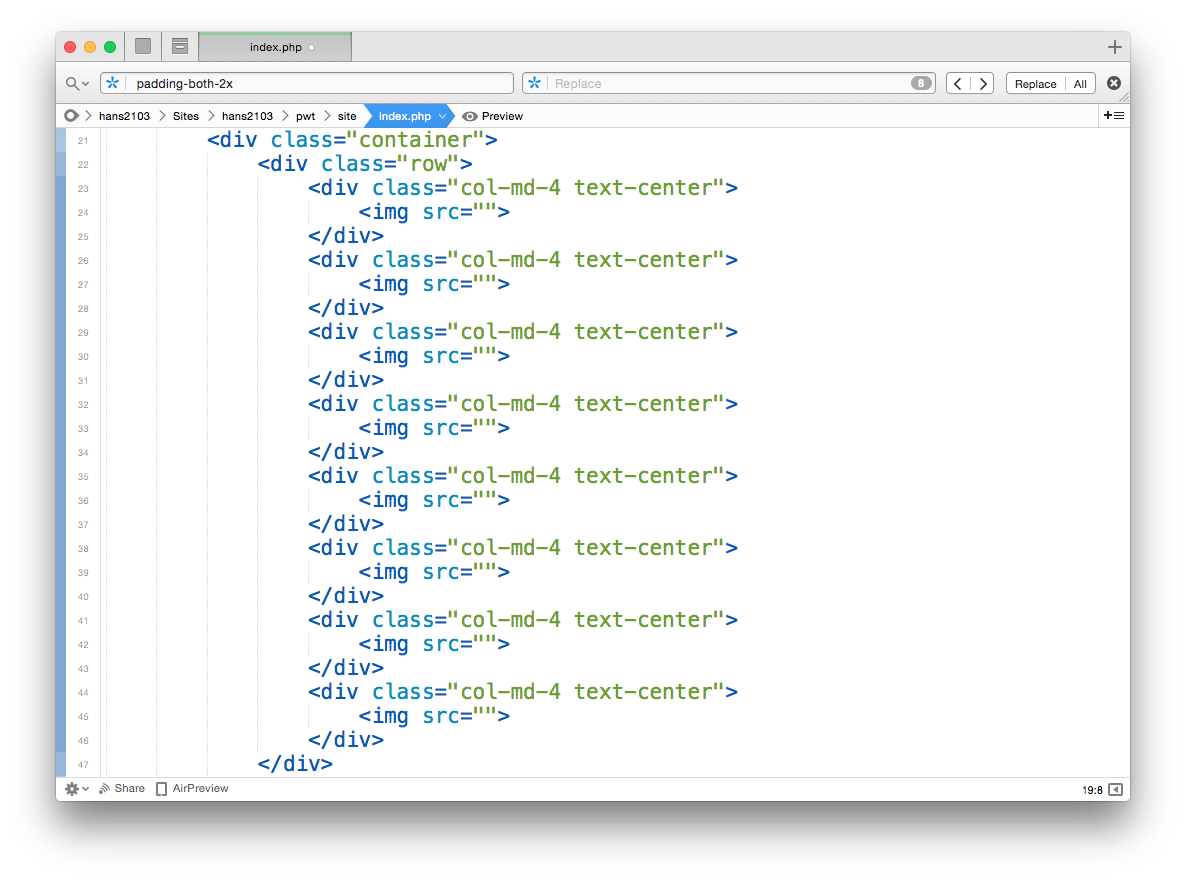 index.php
padding-both-2x Replace 8 Replace All
hans2103 Sites hans2103 pwt site index.php Preview
21 <div class="container">
22 <div class="row">
23 <div class="col-md-4 text-center">
24 <img src="">
25 </div>
26 <div class="col-md-4 text-center">
27 <img src="">
28 </div>
29 <div class="col-md-4 text-center">
30 <img src="">
31 </div>
32 <div class="col-md-4 text-center">
33 <img src="">
34 </div>
35 <div class="col-md-4 text-center">
36 <img src="">
37 </div>
38 <div class="col-md-4 text-center">
39 <img src="">
40 </div>
41 <div class="col-md-4 text-center">
42 <img src="">
43 </div>
44 <div class="col-md-4 text-center">
45 <img src="">
46 </div>
47 </div>
Share AirPreview 19:8